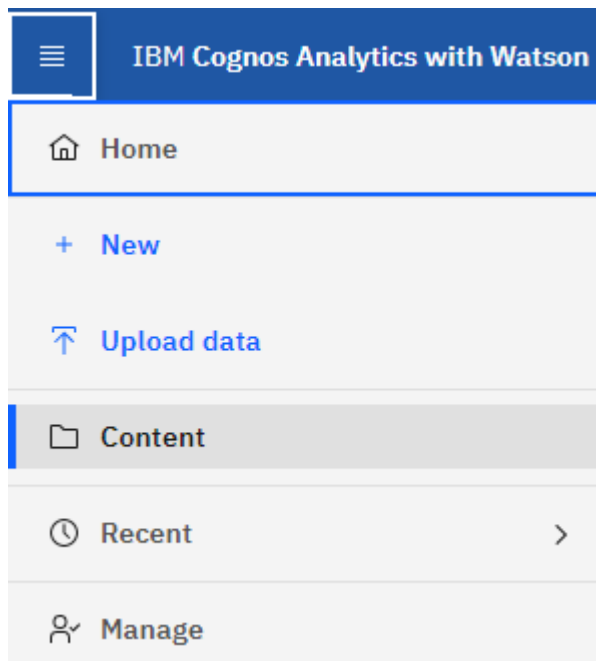 IBM Cognos Analytics with Watson
Home
New
Upload data
Content
Recent
Manage